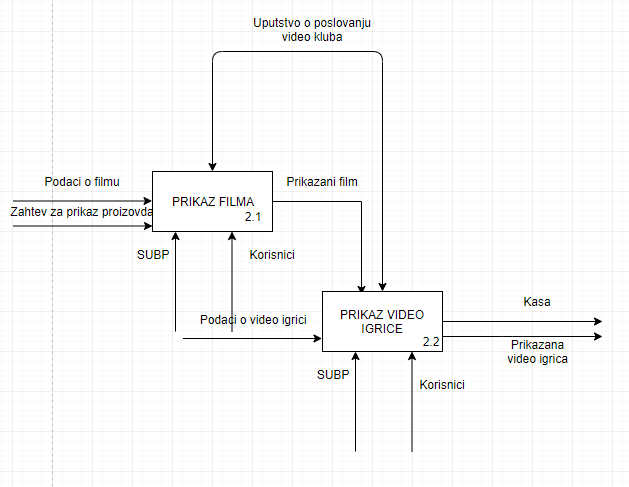 Uputstvo o poslovanju
video kluba
Podaci o filmu
Zahtev za prikaz proizovda
PRIKAZ FILMA
2.1
Prikazani film
SUBP
Korisnici
Podaci o video igrici
PRIKAZ VIDEO
IGRICE
2.2
Kasa
Prikazana
video igrica
SUBP
Korisnici